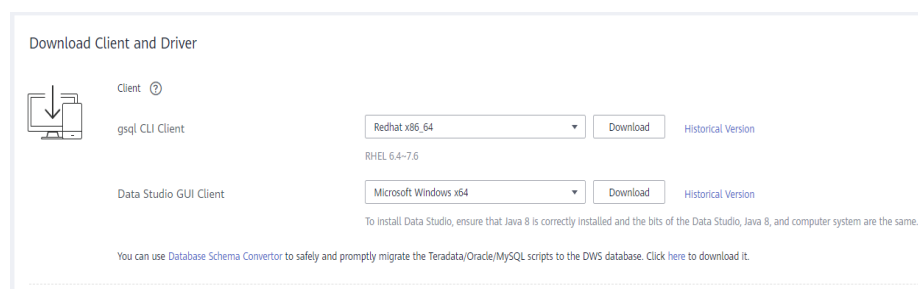 Download Client and Driver
Client ?
gsql CLI Client Redhat x86_64 Download Historical Version
RHEL 6.4~7.6
Data Studio GUI Client Microsoft Windows x64 Download Historical Version
To install Data Studio, ensure that Java 8 is correctly installed and the bits of the Data Studio, Java 8, and computer system are the same.
You can use Database Schema Convertor to safely and promptly migrate the Teradata/Oracle/MySQL scripts to the DWS database. Click here to download it.